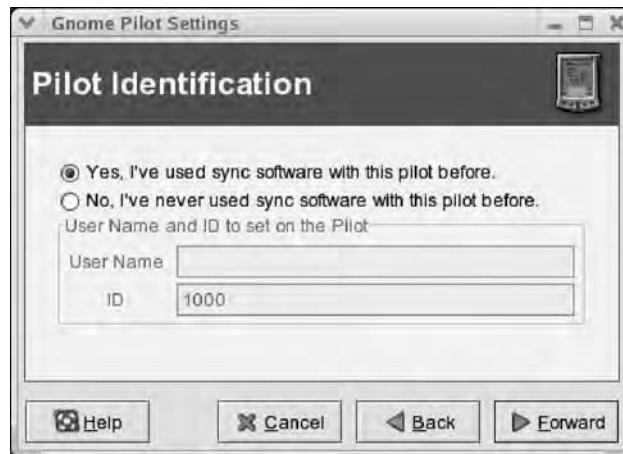 Gnome Pilot Settings
Pilot Identification
Yes, I've used sync software with this pilot before.
No, I've never used sync software with this pilot before.
User Name and ID to set on the Pilot
User Name
ID 1000
Help Cancel Back Forward